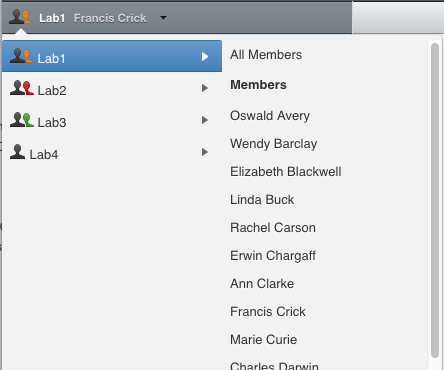 Lab1 Francis Crick
Lab1
Lab2
Lab3
Lab4
All Members
Members
Oswald Avery
Wendy Barclay
Elizabeth Blackwell
Linda Buck
Rachel Carson
Erwin Chargaff
Ann Clarke
Francis Crick
Marie Curie
Charles Darwin